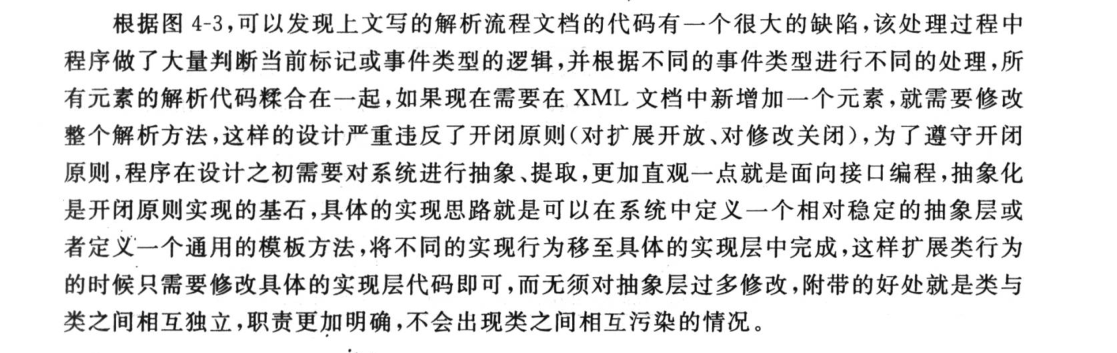 根据图 4-3,可以发现上文写的解析流程文档的代码有一个很大的缺陷,该处理过程中
程序做了大量判断当前标记或事件类型的逻辑,并根据不同的事件类型进行不同的处理,所
有元素的解析代码糅合在一起,如果现在需要在 XML 文档中新增加一个元素,就需要修改
整个解析方法,这样的设计严重违反了开闭原则(对扩展开放、对修改关闭),为了遵守开闭
原则,程序在设计之初需要对系统进行抽象、提取,更加直观一点就是面向接口编程,抽象化
是开闭原则实现的基石,具体的实现思路就是可以在系统中定义一个相对稳定的抽象层或
者定义一个通用的模板方法,将不同的实现行为移至具体的实现层中完成,这样扩展类行为
的时候只需要修改具体的实现层代码即可,而无须对抽象层过多修改,附带的好处就是类与
类之间相互独立,职责更加明确,不会出现类之间相互污染的情况。